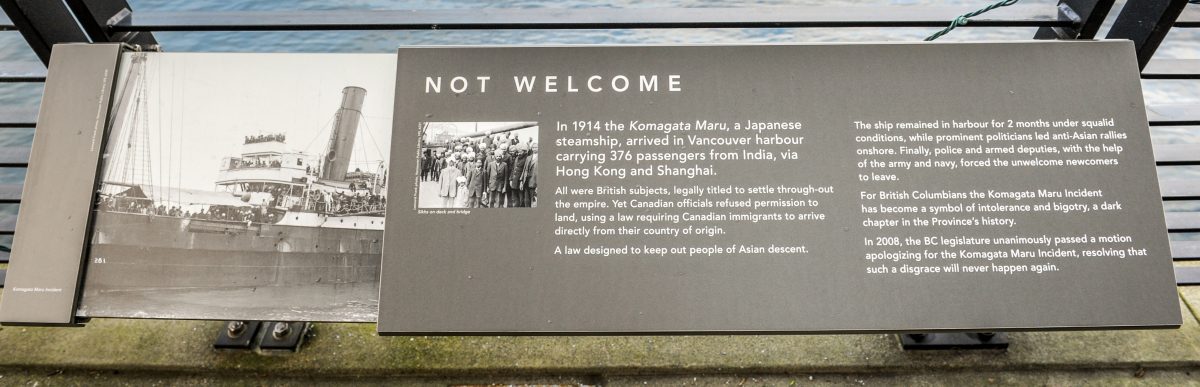 NOT WELCOME
In 1914 the Komagata Maru, a Japanese
steamship, arrived in Vancouver harbour
carrying 376 passengers from India, via
Hong Kong and Shanghai.
All were British subjects, legally titled to settle through-out
the empire. Yet Canadian officials refused permission to
land, using a law requiring Canadian immigrants to arrive
directly from their country of origin.
A law designed to keep out people of Asian descent.
The ship remained in harbour for 2 months under squalid
conditions, while prominent politicians led anti-Asian rallies
onshore. Finally, police and armed deputies, with the help
of the army and navy, forced the unwelcome newcomers
to leave.
For British Columbians the Komagata Maru Incident
has become a symbol of intolerance and bigotry, a dark
chapter in the Province's history.
In 2008, the BC legislature unanimously passed a motion
apologizing for the Komagata Maru Incident, resolving that
such a disgrace will never happen again.
Sikhs on deck and bridge
Komagata Maru Incident